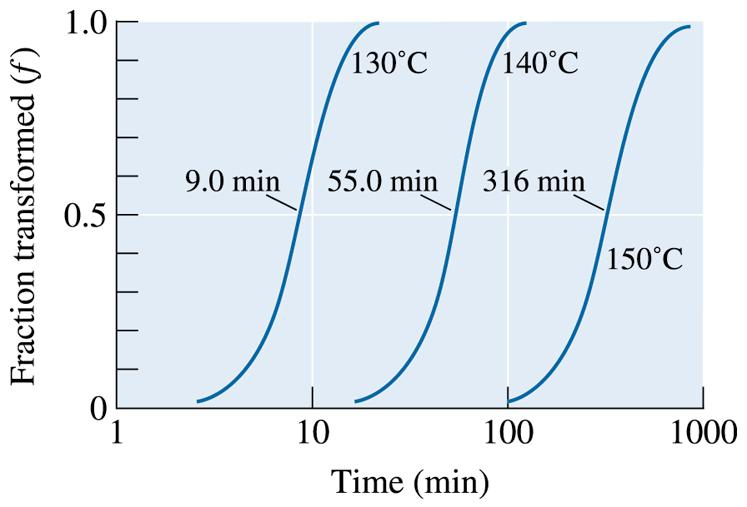 1.0
130°C
140°C
9.0 min
55.0 min
316 min
0.5
150°C
0
1
10
100
1000
Fraction transformed (f)
Time (min)